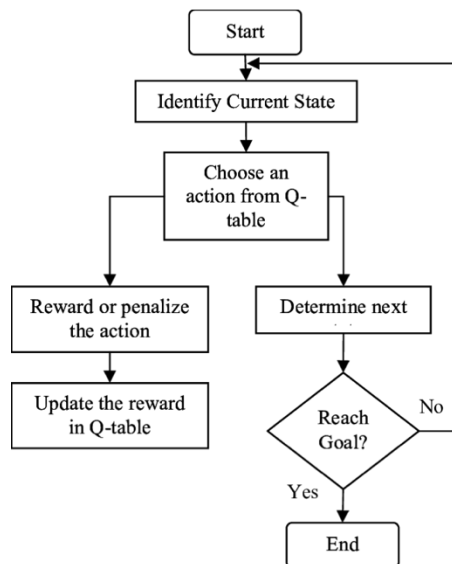 Start
Identify Current State
Choose an
action from Q-
table
Reward or penalize
the action
Determine next
Update the reward
in Q-table
Reach
Goal?
No
Yes
End